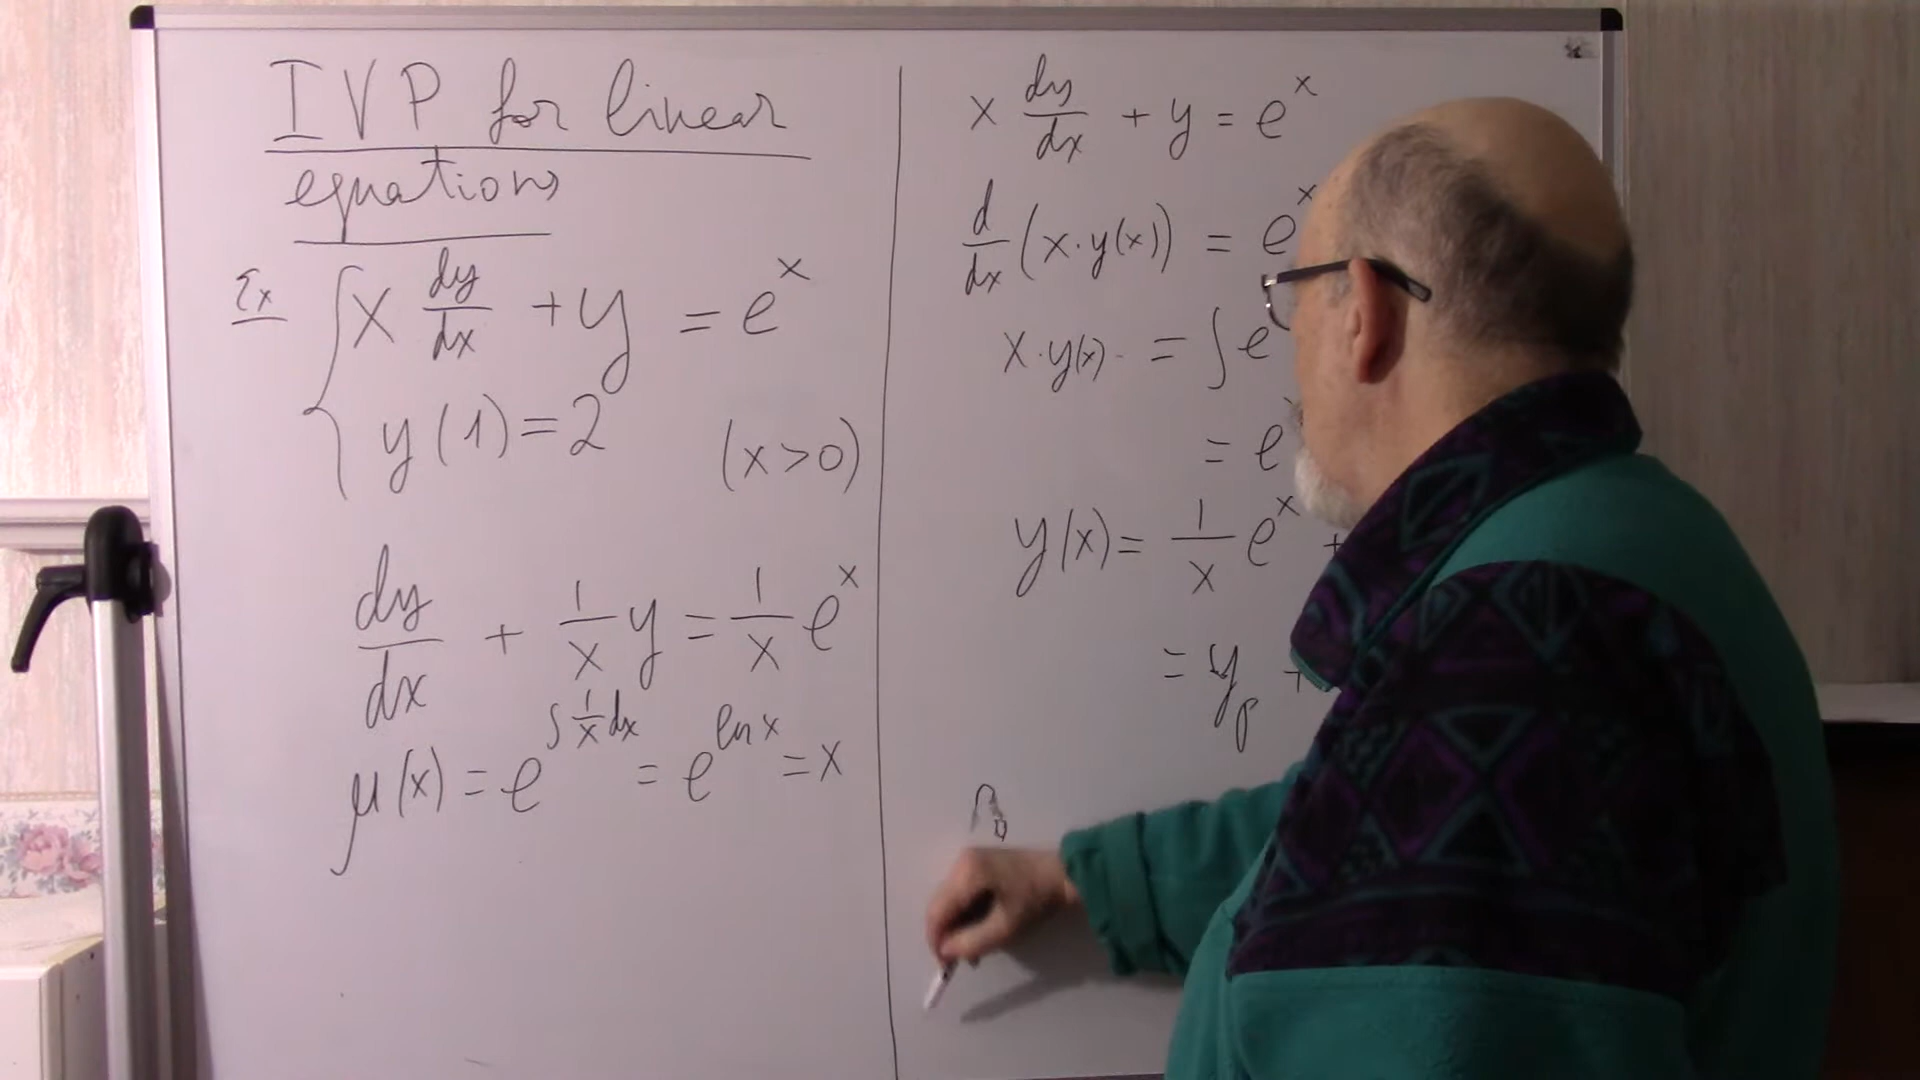 IVP for linear
equations
Ex { x dy/dx + y = e^x
y(1) = 2 (x>0)
dy/dx + 1/x y = 1/x e^x
μ(x) = e^∫1/x dx = e^ln x = x
x dy/dx + y = e^x
d/dx (x·y(x)) = e^x
x·y(x) = ∫ e
= e^x
y(x) = 1/x e^x +
= y_p +